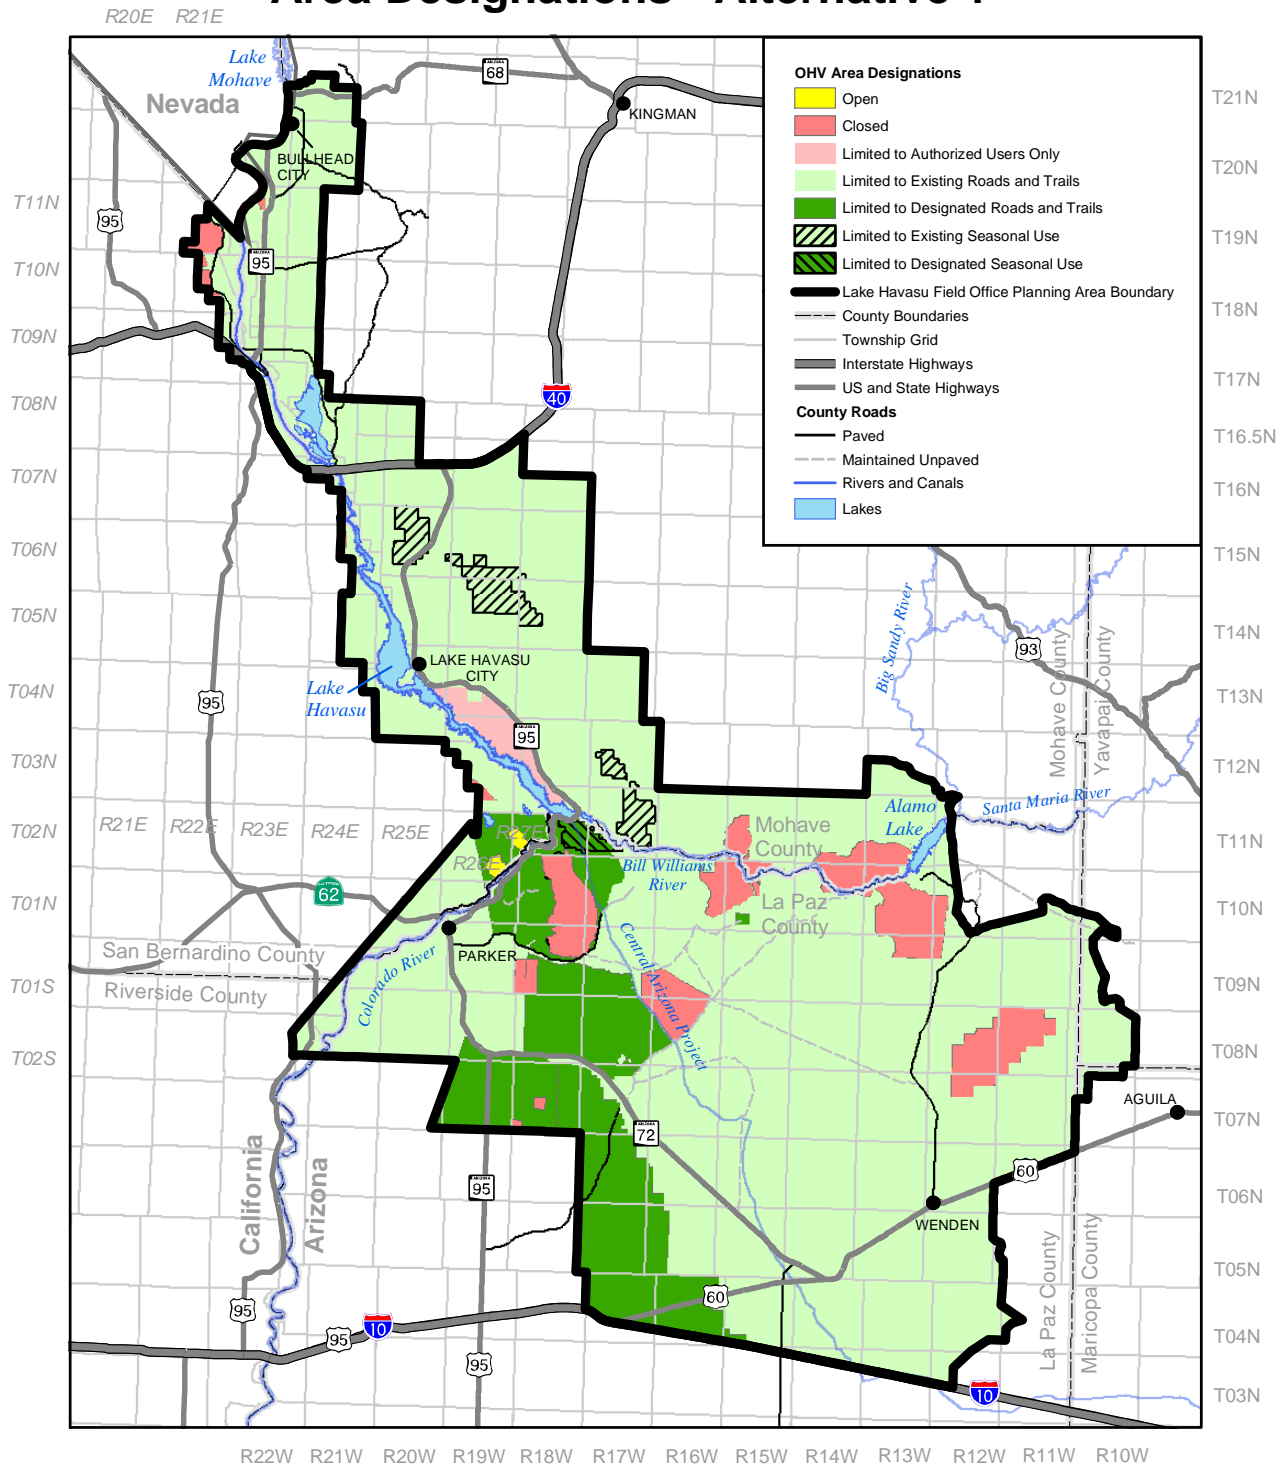 Area Designations - Alternative 1
R20E R21E
Lake
Mohave
Nevada
ARIZONA
68
KINGMAN
BULLHEAD
CITY
95
ARIZONA
95
40
OHV Area Designations
Open
Closed
Limited to Authorized Users Only
Limited to Existing Roads and Trails
Limited to Designated Roads and Trails
Limited to Existing Seasonal Use
Limited to Designated Seasonal Use
Lake Havasu Field Office Planning Area Boundary
County Boundaries
Township Grid
Interstate Highways
US and State Highways
County Roads
Paved
Maintained Unpaved
Rivers and Canals
Lakes
T21N
T20N
T19N
T18N
T17N
T16.5N
T16N
T15N
T14N
T13N
T12N
T11N
T10N
T09N
T08N
T07N
T06N
T05N
T04N
T03N
T11N
T10N
T09N
T08N
T07N
T06N
T05N
T04N
T03N
T02N
T01N
T01S
T02S
LAKE HAVASU
CITY
Lake
Havasu
95
ARIZONA
95
Big Sandy River
93
Mohave County
Yavapai County
Santa Maria River
Alamo
Lake
Mohave
County
Bill Williams
River
La Paz
County
R21E R22E R23E R24E R25E
R27E
R26E
62
San Bernardino County
Riverside County
PARKER
Colorado River
Central Arizona Project
AGUILA
ARIZONA
72
60
WENDEN
California
Arizona
ARIZONA
95
La Paz County
Maricopa County
60
95
10
95
95
10
R22W R21W R20W R19W R18W R17W R16W R15W R14W R13W R12W R11W R10W